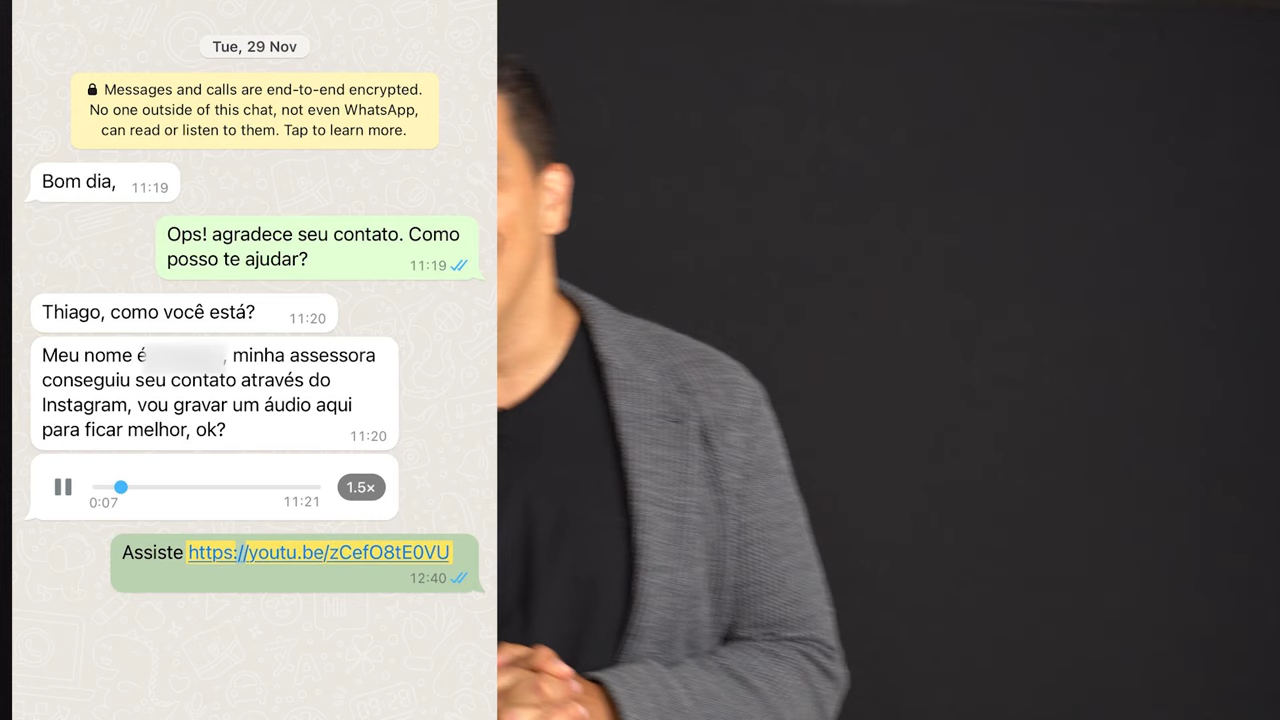 Tue, 29 Nov
Messages and calls are end-to-end encrypted.
No one outside of this chat, not even WhatsApp,
can read or listen to them. Tap to learn more.
Bom dia,
11:19
Ops! agradece seu contato. Como
posso te ajudar?
11:19
Thiago, como você está?
11:20
Meu nome é , minha assessora
conseguiu seu contato através do
Instagram, vou gravar um áudio aqui
para ficar melhor, ok?
11:20
1.5×
0:07
11:21
Assiste https://youtu.be/zCefO8tE0VU
12:40